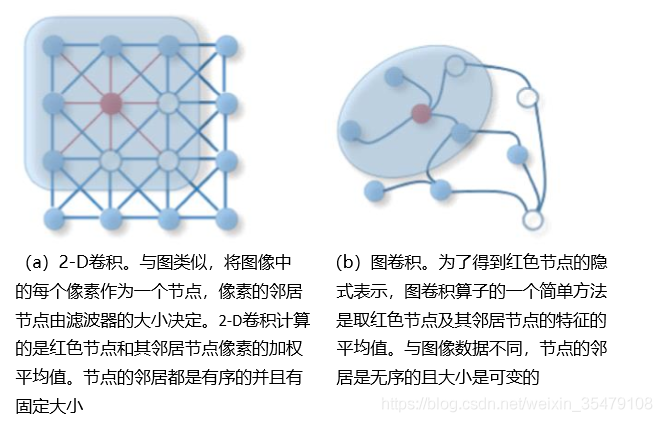 （a）2-D卷积。与图类似，将图像中
的每个像素作为一个节点，像素的邻居
节点由滤波器的大小决定。2-D卷积计算
的是红色节点和其邻居节点像素的加权
平均值。节点的邻居都是有序的并且有
固定大小
（b）图卷积。为了得到红色节点的隐
式表示，图卷积算子的一个简单方法
是取红色节点及其邻居节点的特征的
平均值。与图像数据不同，节点的邻
居是无序的且大小是可变的
https://blog.csdn.net/weixin_35479108